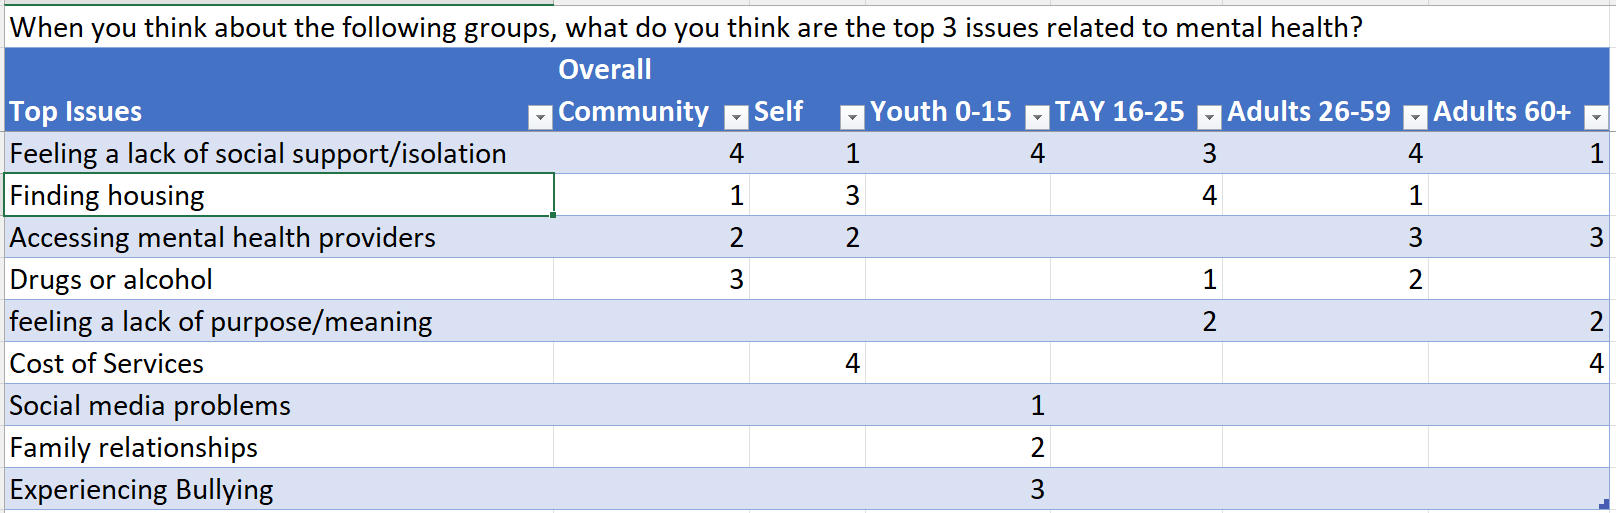 When you think about the following groups, what do you think are the top 3 issues related to mental health?
Top Issues Overall Community Self Youth 0-15 TAY 16-25 Adults 26-59 Adults 60+
Feeling a lack of social support/isolation 4 1 4 3 4 1
Finding housing 1 3 4 1
Accessing mental health providers 2 2 3 3
Drugs or alcohol 3 1 2
feeling a lack of purpose/meaning 2 2
Cost of Services 4 4
Social media problems 1
Family relationships 2
Experiencing Bullying 3